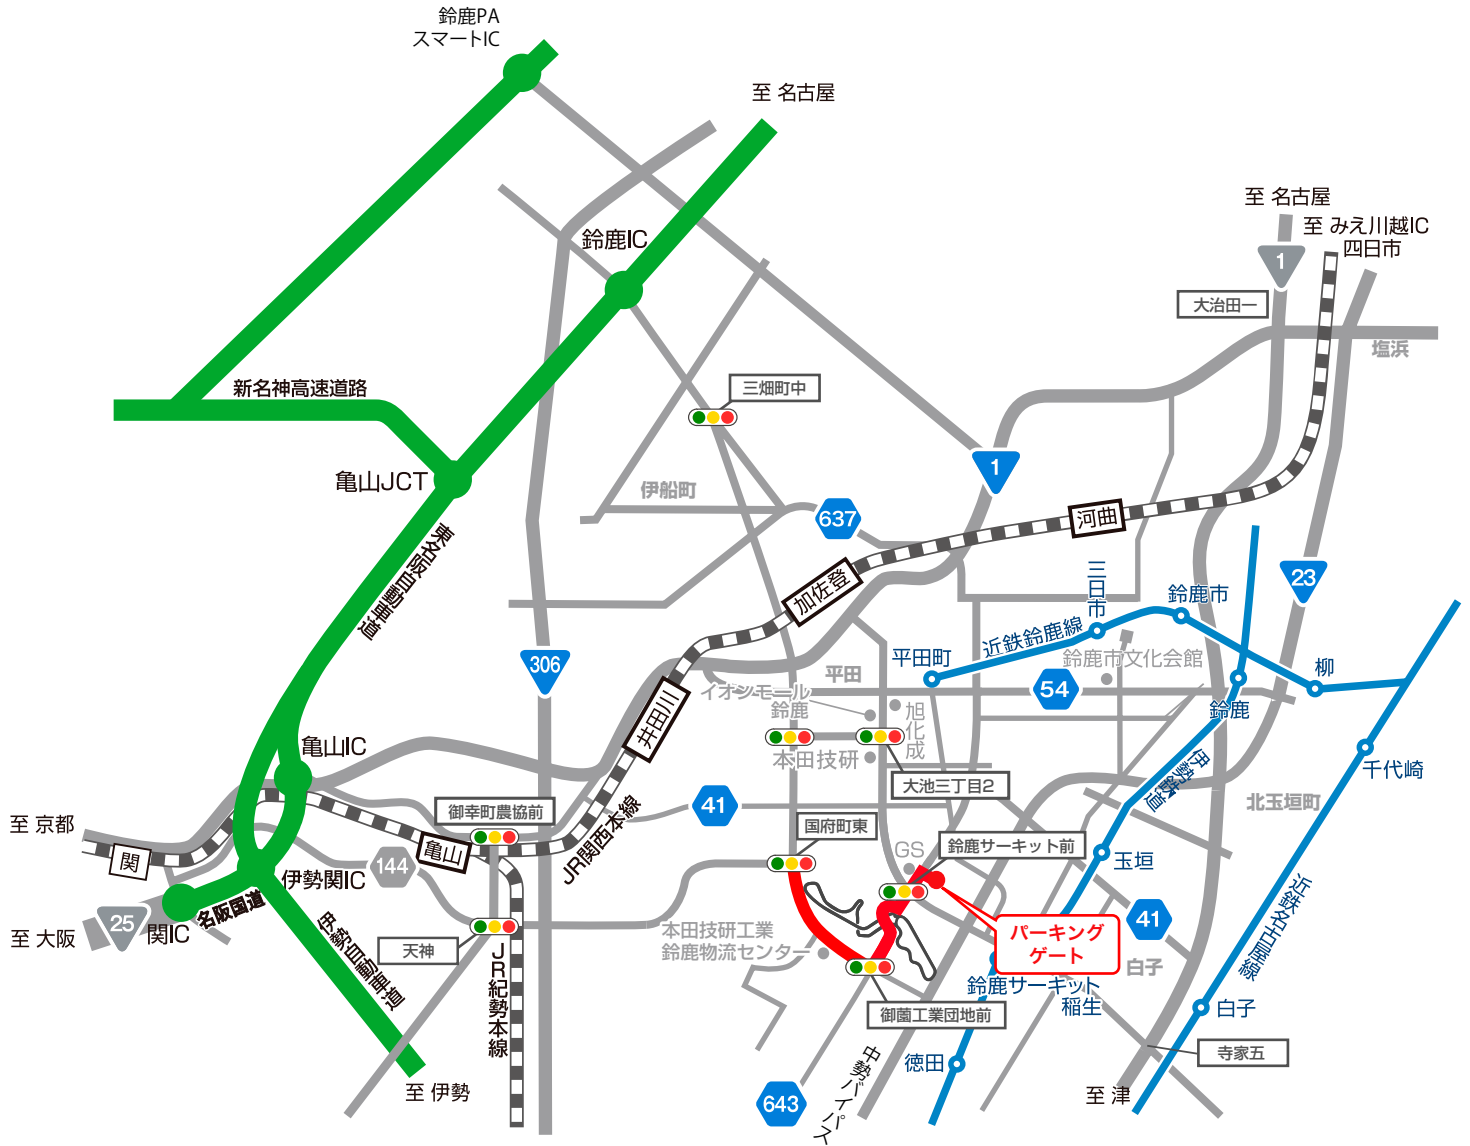 鈴鹿PA
スマートIC
至 名古屋
至 名古屋
至 みえ川越IC
四日市
鈴鹿IC
1
大治田一
塩浜
新名神高速道路
三畑町中
亀山JCT
伊船町
1
637
河曲
東名阪自動車道
加佐登
三日市
鈴鹿市
23
近鉄鈴鹿線
平田町
鈴鹿市文化会館
306
平田
イオンモール
鈴鹿
54
柳
井田川
旭化成
鈴鹿
亀山IC
本田技研
伊勢鉄道
千代崎
大池三丁目2
北玉垣町
御幸町農協前
41
至 京都
JR関西本線
国府町東
鈴鹿サーキット前
GS
関
亀山
144
伊勢関IC
玉垣
25
名阪国道
関IC
至 大阪
伊勢自動車道
天神
本田技研工業
鈴鹿物流センター
パーキング
ゲート
41
白子
近鉄名古屋線
JR紀勢本線
鈴鹿サーキット
稲生
御薗工業団地前
白子
中勢バイパス
徳田
寺家五
至 伊勢
643
至 津